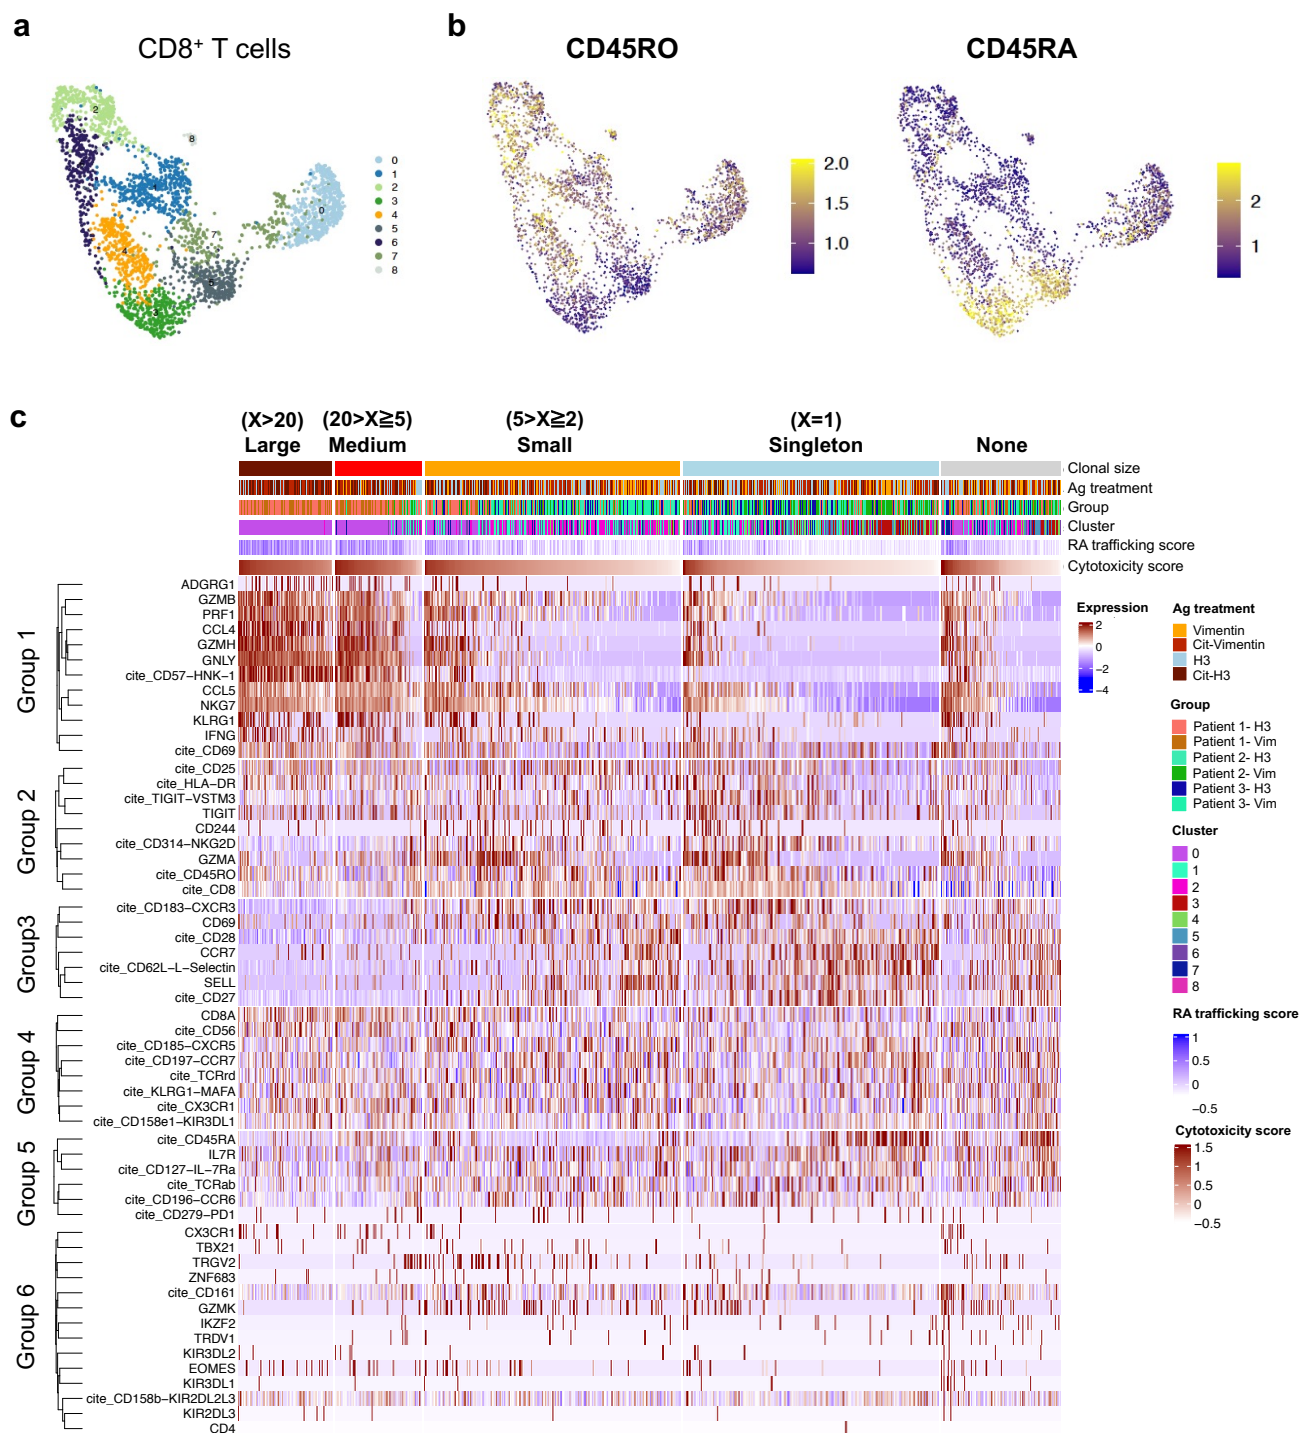 a
CD8⁺ T cells
2
8
1
0
7
4
5
3
0
1
2
3
4
5
6
7
8
b
CD45RO
CD45RA
2.0
1.5
1.0
2
1
c
(X>20) (20>X≧5) (5>X≧2) (X=1)
Large Medium Small Singleton None
Clonal size
Ag treatment
Group
Cluster
RA trafficking score
Cytotoxicity score
Group 1
ADGRG1
GZMB
PRF1
CCL4
GZMH
GNLY
cite_CD57-HNK-1
CCL5
NKG7
KLRG1
IFNG
cite_CD69
Group 2
cite_CD25
cite_HLA-DR
cite_TIGIT-VSTM3
TIGIT
CD244
cite_CD314-NKG2D
GZMA
cite_CD45RO
cite_CD8
Group3
cite_CD183-CXCR3
CD69
cite_CD28
CCR7
cite_CD62L-L-Selectin
SELL
cite_CD27
Group 4
CD8A
cite_CD56
cite_CD185-CXCR5
cite_CD197-CCR7
cite_TCRrd
cite_KLRG1-MAFA
cite_CX3CR1
cite_CD158e1-KIR3DL1
Group 5
cite_CD45RA
IL7R
cite_CD127-IL-7Ra
cite_TCRab
cite_CD196-CCR6
cite_CD279-PD1
Group 6
CX3CR1
TBX21
TRGV2
ZNF683
cite_CD161
GZMK
IKZF2
TRDV1
KIR3DL2
EOMES
KIR3DL1
cite_CD158b-KIR2DL2L3
KIR2DL3
CD4
Expression
2
0
-2
-4
Ag treatment
Vimentin
Cit-Vimentin
H3
Cit-H3
Group
Patient 1- H3
Patient 1- Vim
Patient 2- H3
Patient 2- Vim
Patient 3- H3
Patient 3- Vim
Cluster
0
1
2
3
4
5
6
7
8
RA trafficking score
1
0.5
0
-0.5
Cytotoxicity score
1.5
1
0.5
0
-0.5